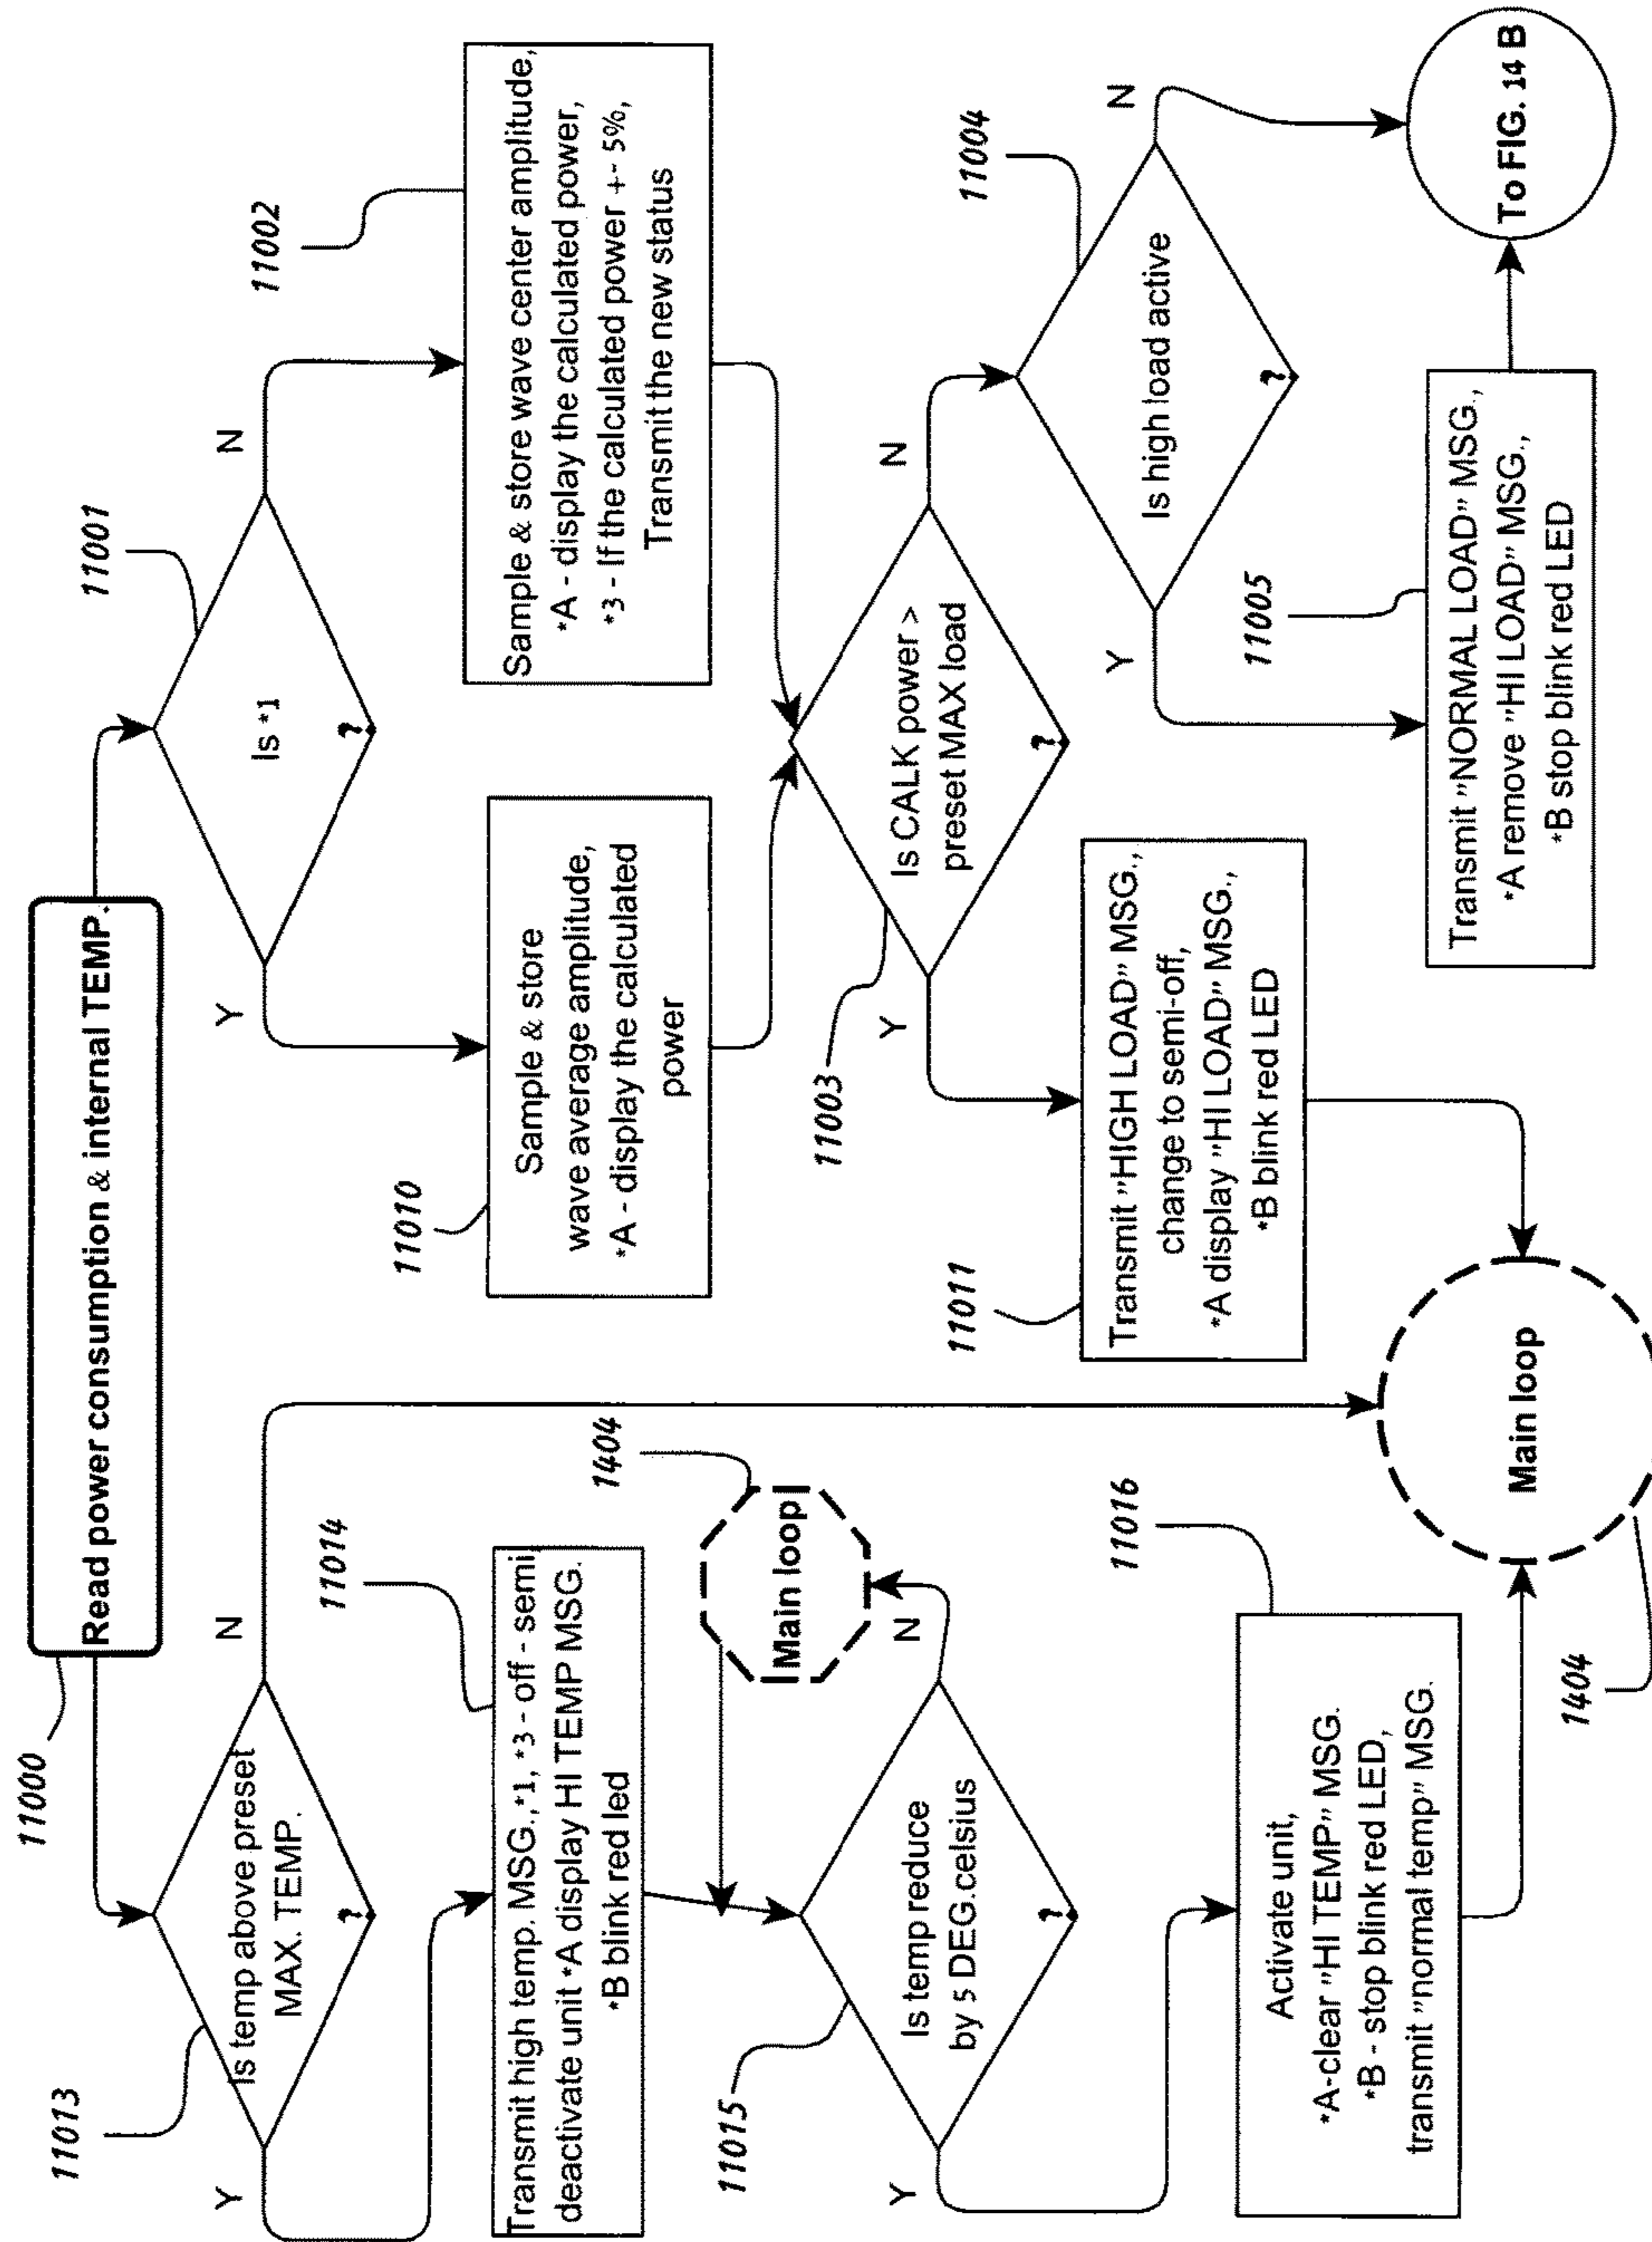 11000
Read power consumption & internal TEMP.
11013
Y
N
Is temp above preset
MAX. TEMP.
?
11014
Transmit high temp. MSG.,*1, *3 - off - semi
deactivate unit *A display HI TEMP MSG.
*B blink red led
1404
Main loop
11015
Y
N
Is temp reduce
by 5 DEG.celsius
?
11016
Activate unit,
*A-clear "HI TEMP" MSG.
*B - stop blink red LED,
transmit "normal temp" MSG.
1404
Main loop
11001
Y
N
Is *1
?
11010
Sample & store
wave average amplitude,
*A - display the calculated
power
11002
Sample & store wave center amplitude,
*A - display the calculated power,
*3 - If the calculated power +- 5%,
Transmit the new status
11003
Y
N
Is CALK power >
preset MAX load
?
11011
Transmit "HIGH LOAD" MSG.,
change to semi-off,
*A display "HI LOAD" MSG.,
*B blink red LED
11004
Y
N
Is high load active
?
11005
Transmit "NORMAL LOAD" MSG.,
*A remove "HI LOAD" MSG.,
*B stop blink red LED
To FIG. 14 B